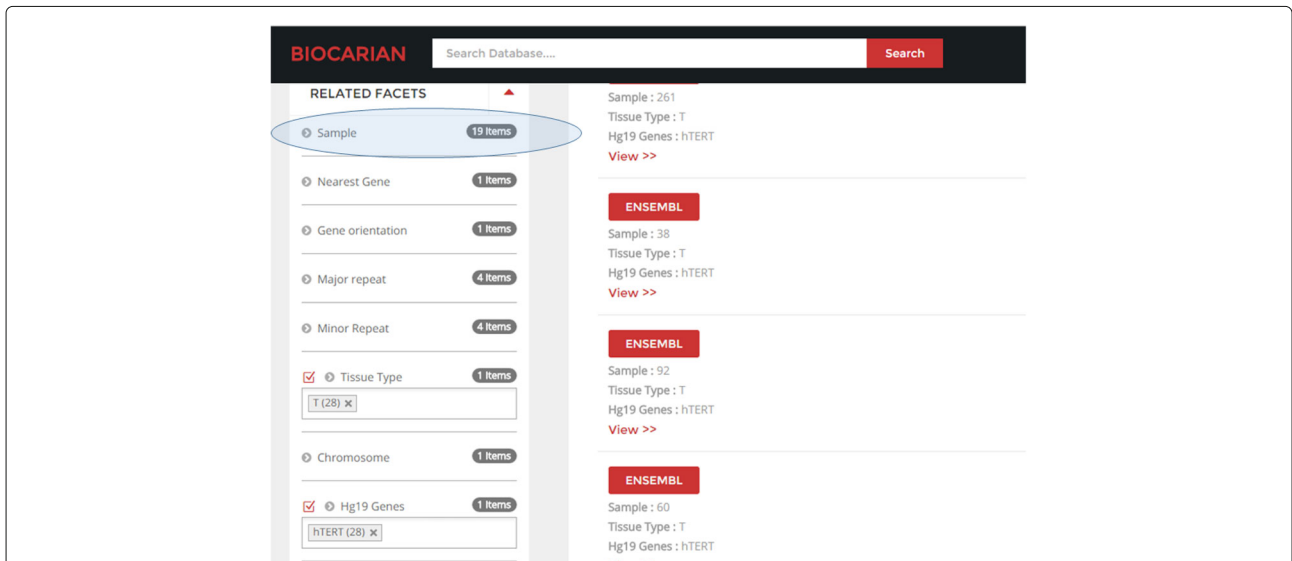 BIOCARIAN
Search Database....
Search
RELATED FACETS
Sample 19 Items
Nearest Gene 1 Items
Gene orientation 1 Items
Major repeat 4 Items
Minor Repeat 4 Items
Tissue Type 1 Items
T (28) ×
Chromosome 1 Items
Hg19 Genes 1 Items
hTERT (28) ×
Sample : 261
Tissue Type : T
Hg19 Genes : hTERT
View >>
ENSEMBL
Sample : 38
Tissue Type : T
Hg19 Genes : hTERT
View >>
ENSEMBL
Sample : 92
Tissue Type : T
Hg19 Genes : hTERT
View >>
ENSEMBL
Sample : 60
Tissue Type : T
Hg19 Genes : hTERT